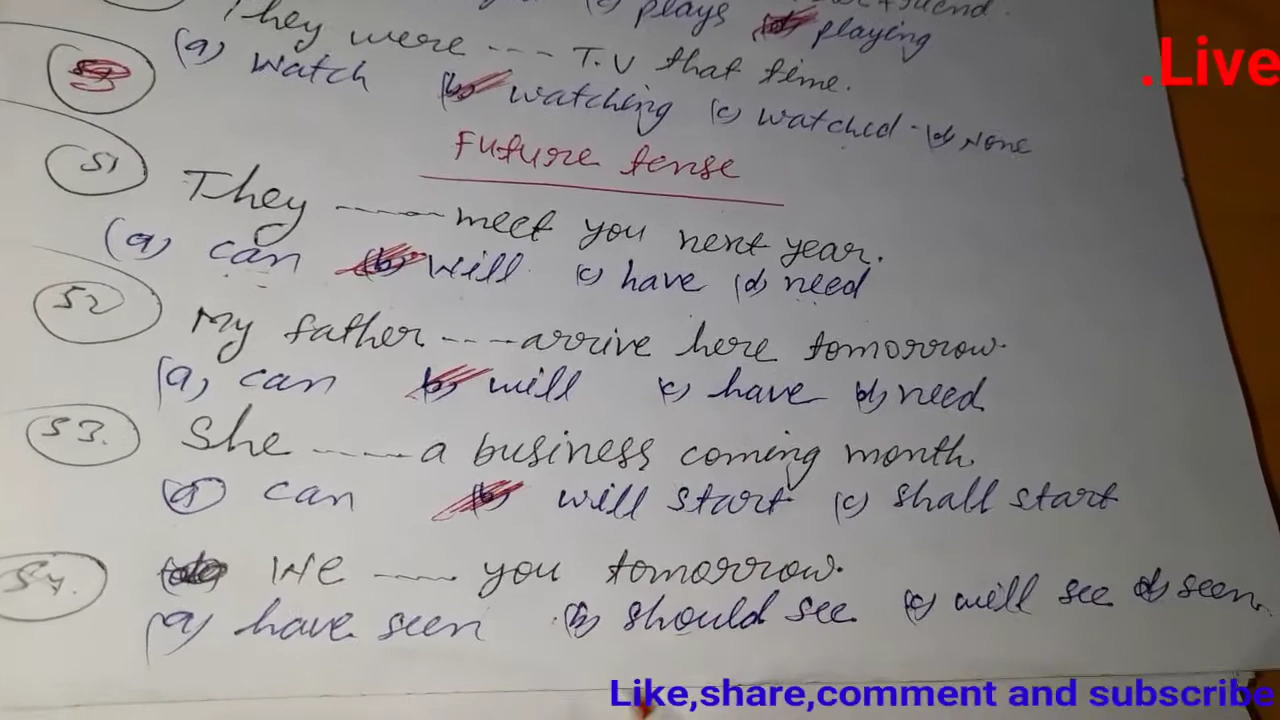 (c) plays (d) playing
They were ---- T.V that time.
(a) watch (b) watching (c) watched (d) None
.Live
Future tense
51 They ------ meet you next year.
(a) can (b) will (c) have (d) need
52 My father ---- arrive here tomorrow.
(a) can (b) will (c) have (d) need
53. She ------ a business coming month.
(a) can (b) will start (c) shall start
54. We ------ you tomorrow.
(a) have seen (b) should see (c) will see (d) seen.
Like,share,comment and subscribe